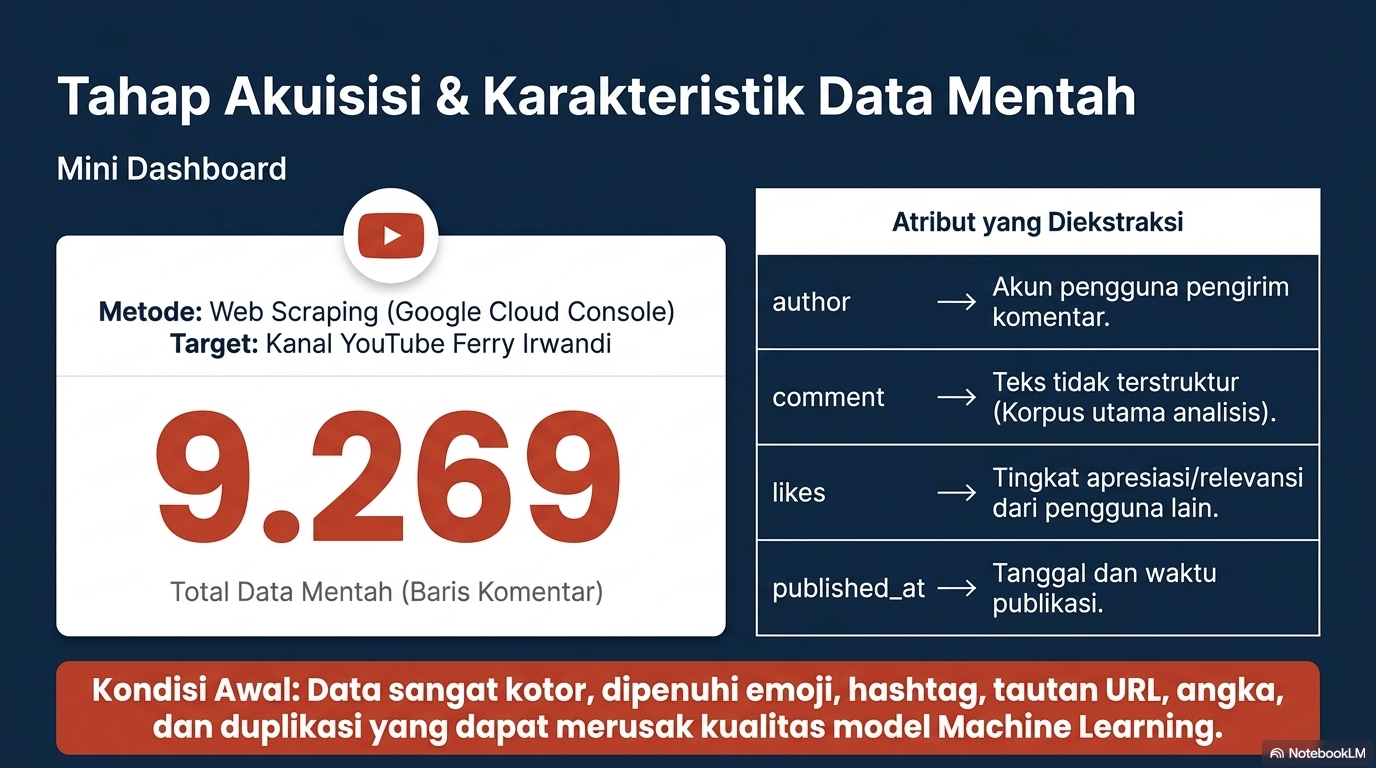 Tahap Akuisisi & Karakteristik Data Mentah
Mini Dashboard
Metode: Web Scraping (Google Cloud Console)
Target: Kanal YouTube Ferry Irwandi
9.269
Total Data Mentah (Baris Komentar)
Atribut yang Diekstraksi
author → Akun pengguna pengirim
komentar.
comment → Teks tidak terstruktur
(Korpus utama analisis).
likes → Tingkat apresiasi/relevansi
dari pengguna lain.
published_at → Tanggal dan waktu
publikasi.
Kondisi Awal: Data sangat kotor, dipenuhi emoji, hashtag, tautan URL, angka,
dan duplikasi yang dapat merusak kualitas model Machine Learning.
NotebookLM